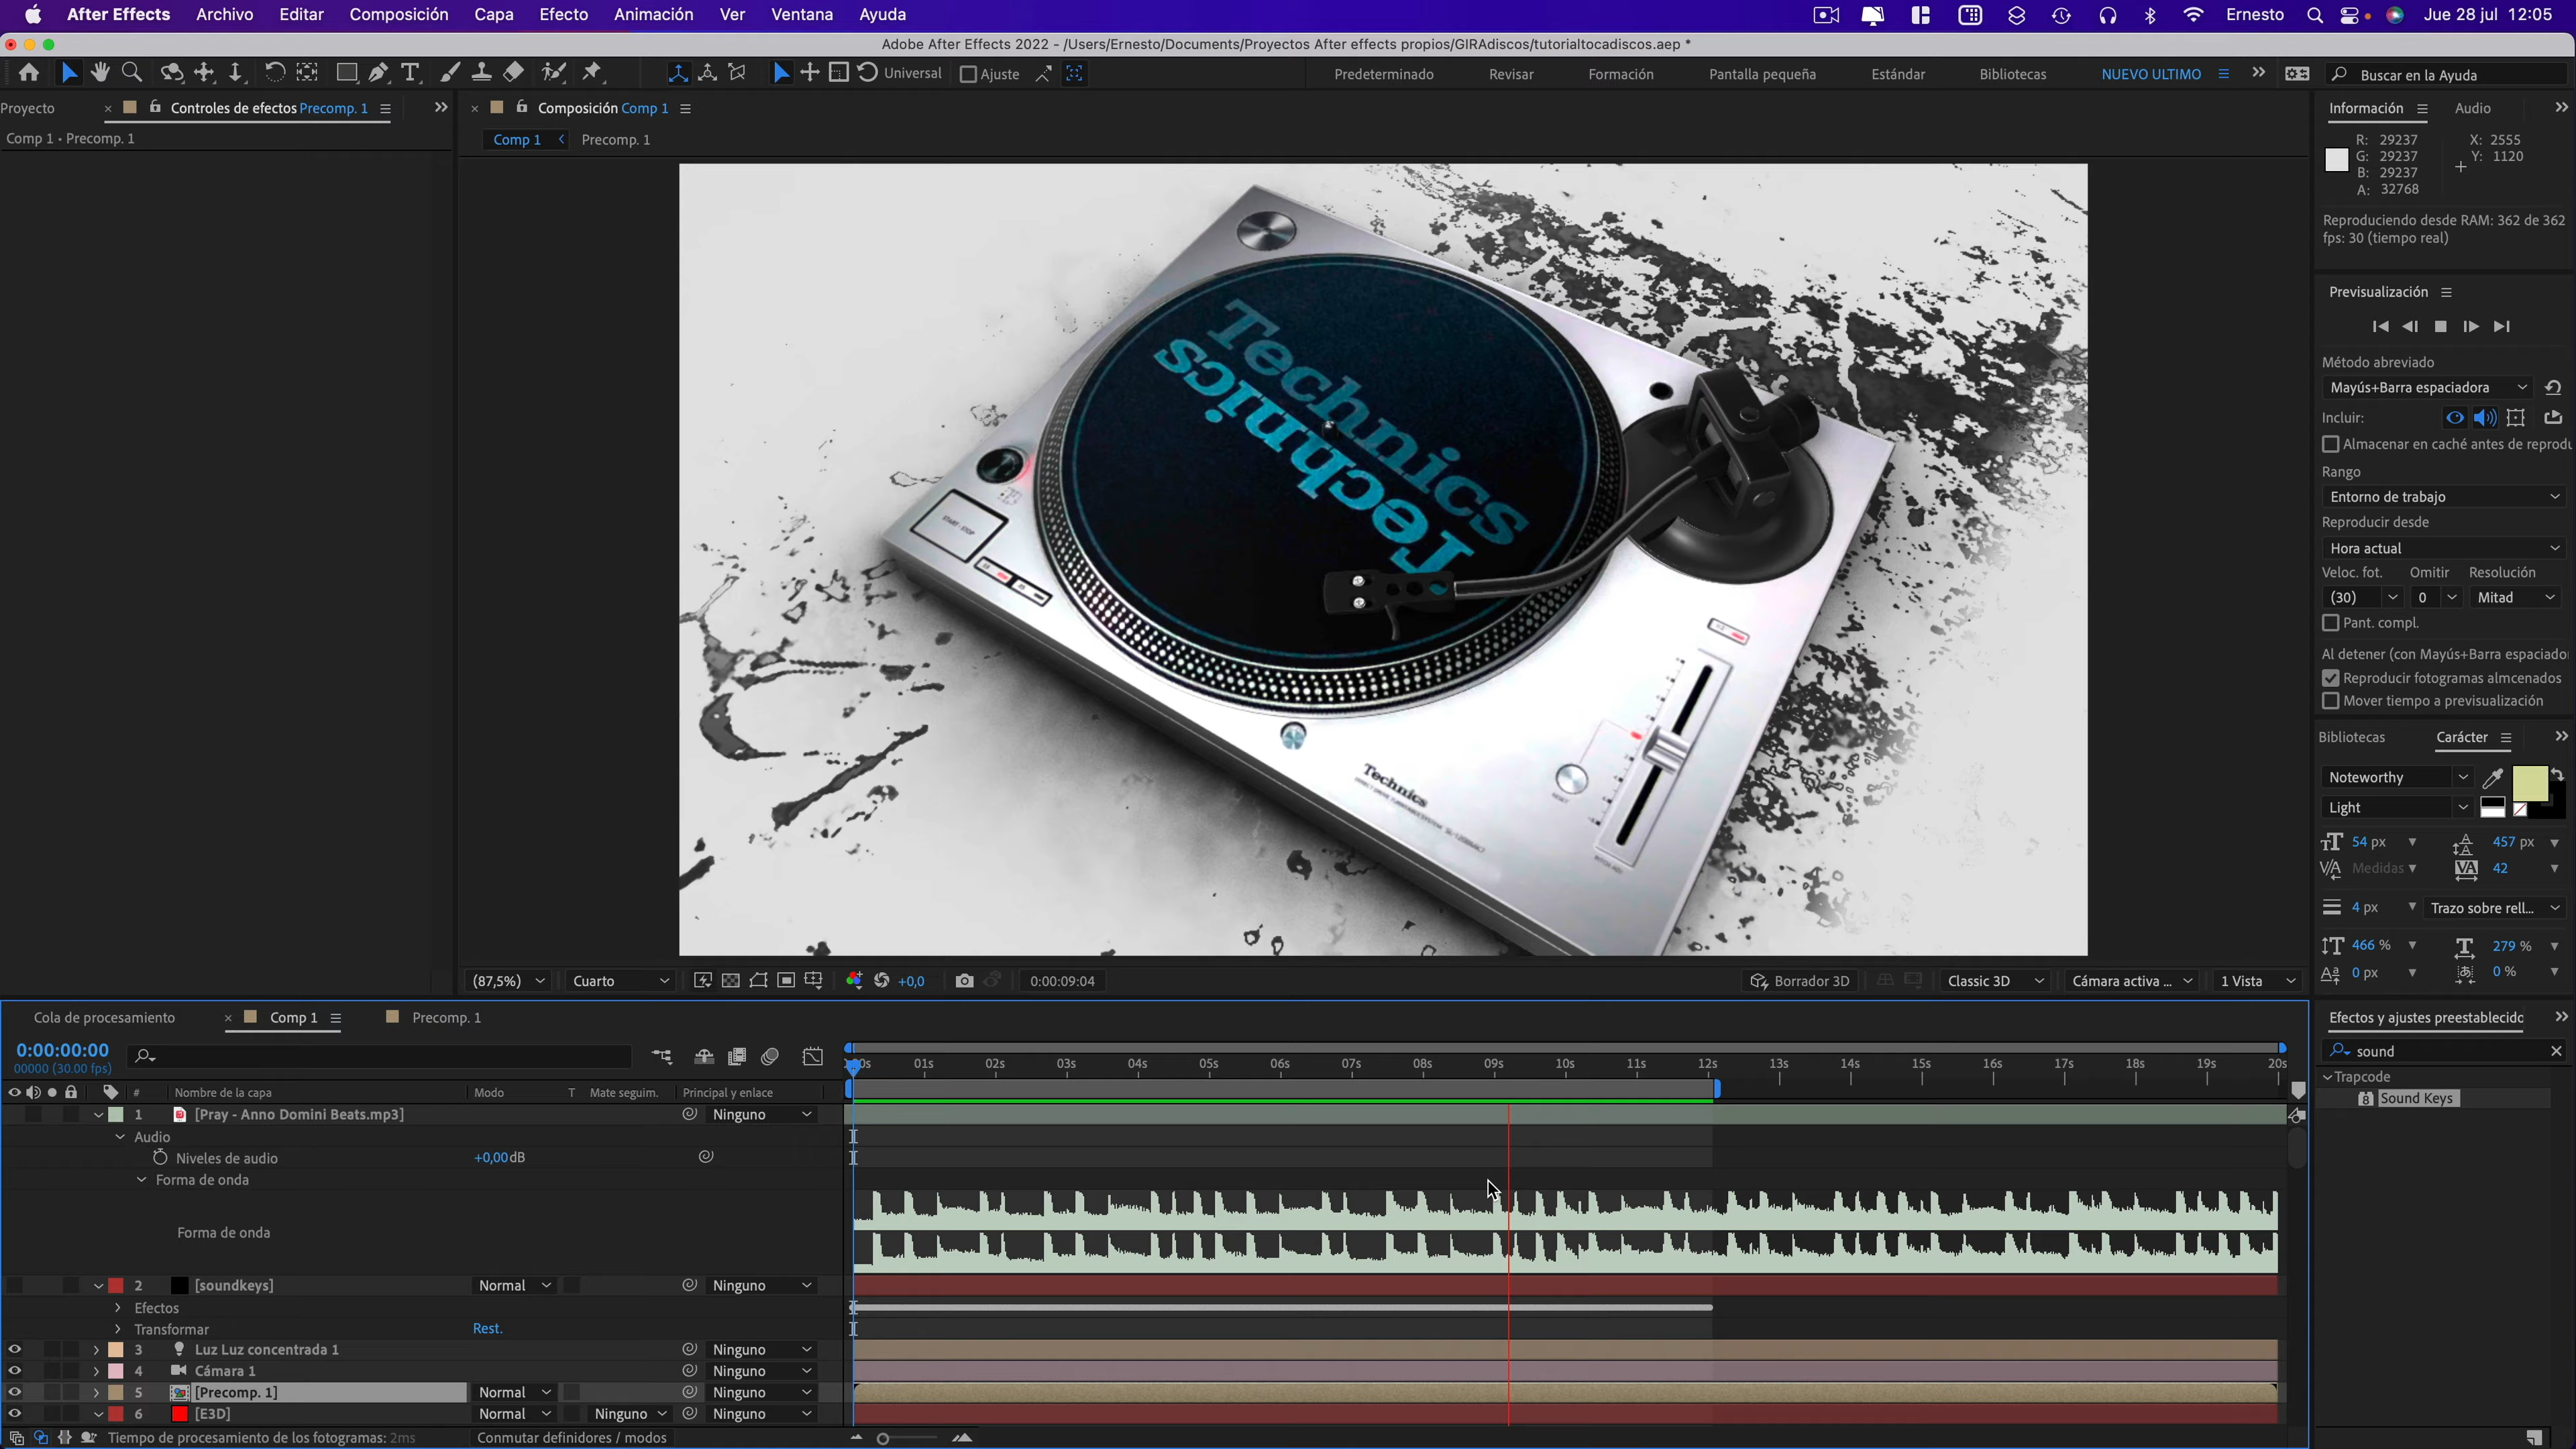 After Effects Archivo Editar Composición Capa Efecto Animación Ver Ventana Ayuda Ernesto Jue 28 jul 12:05
Adobe After Effects 2022 - /Users/Ernesto/Documents/Proyectos After effects propios/GIRAdiscos/tutorialtocadiscos.aep *
Universal Ajuste Predeterminado Revisar Formación Pantalla pequeña Estándar Bibliotecas NUEVO ULTIMO Buscar en la Ayuda
Proyecto Controles de efectos Precomp. 1 Composición Comp 1 Información Audio
Comp 1 • Precomp. 1 Comp 1 Precomp. 1
R: 29237 X: 2555
G: 29237 Y: 1120
B: 29237
A: 32768
Reproduciendo desde RAM: 362 de 362
fps: 30 (tiempo real)
Previsualización
Método abreviado
Mayús+Barra espaciadora
Incluir:
Almacenar en caché antes de reprodu
Rango
Entorno de trabajo
Reproducir desde
Hora actual
Veloc. fot. Omitir Resolución
(30) 0 Mitad
Pant. compl.
Al detener (con Mayús+Barra espaciador
Reproducir fotogramas almcenados
Mover tiempo a previsualización
Technics
Technics
START · STOP
Technics
Bibliotecas Carácter
Noteworthy
Light
54 px 457 px
Medidas 42
4 px Trazo sobre rell...
466 % 279 %
0 px 0 %
(87,5%) Cuarto +0,0 0:00:09:04 Borrador 3D Classic 3D Cámara activa ... 1 Vista
Cola de procesamiento Comp 1 Precomp. 1
Efectos y ajustes preestablecido
sound
Trapcode
Sound Keys
0:00:00:00
00000 (30.00 fps)
:00s 01s 02s 03s 04s 05s 06s 07s 08s 09s 10s 11s 12s 13s 14s 15s 16s 17s 18s 19s 20s
# Nombre de la capa Modo T Mate seguim. Principal y enlace
1 [Pray - Anno Domini Beats.mp3] Ninguno
Audio
Niveles de audio +0,00 dB
Forma de onda
Forma de onda
2 [soundkeys] Normal Ninguno
Efectos
Transformar Rest.
3 Luz Luz concentrada 1 Ninguno
4 Cámara 1 Ninguno
5 [Precomp. 1] Normal Ninguno
6 [E3D] Normal Ninguno Ninguno
Tiempo de procesamiento de los fotogramas: 2ms Conmutar definidores / modos